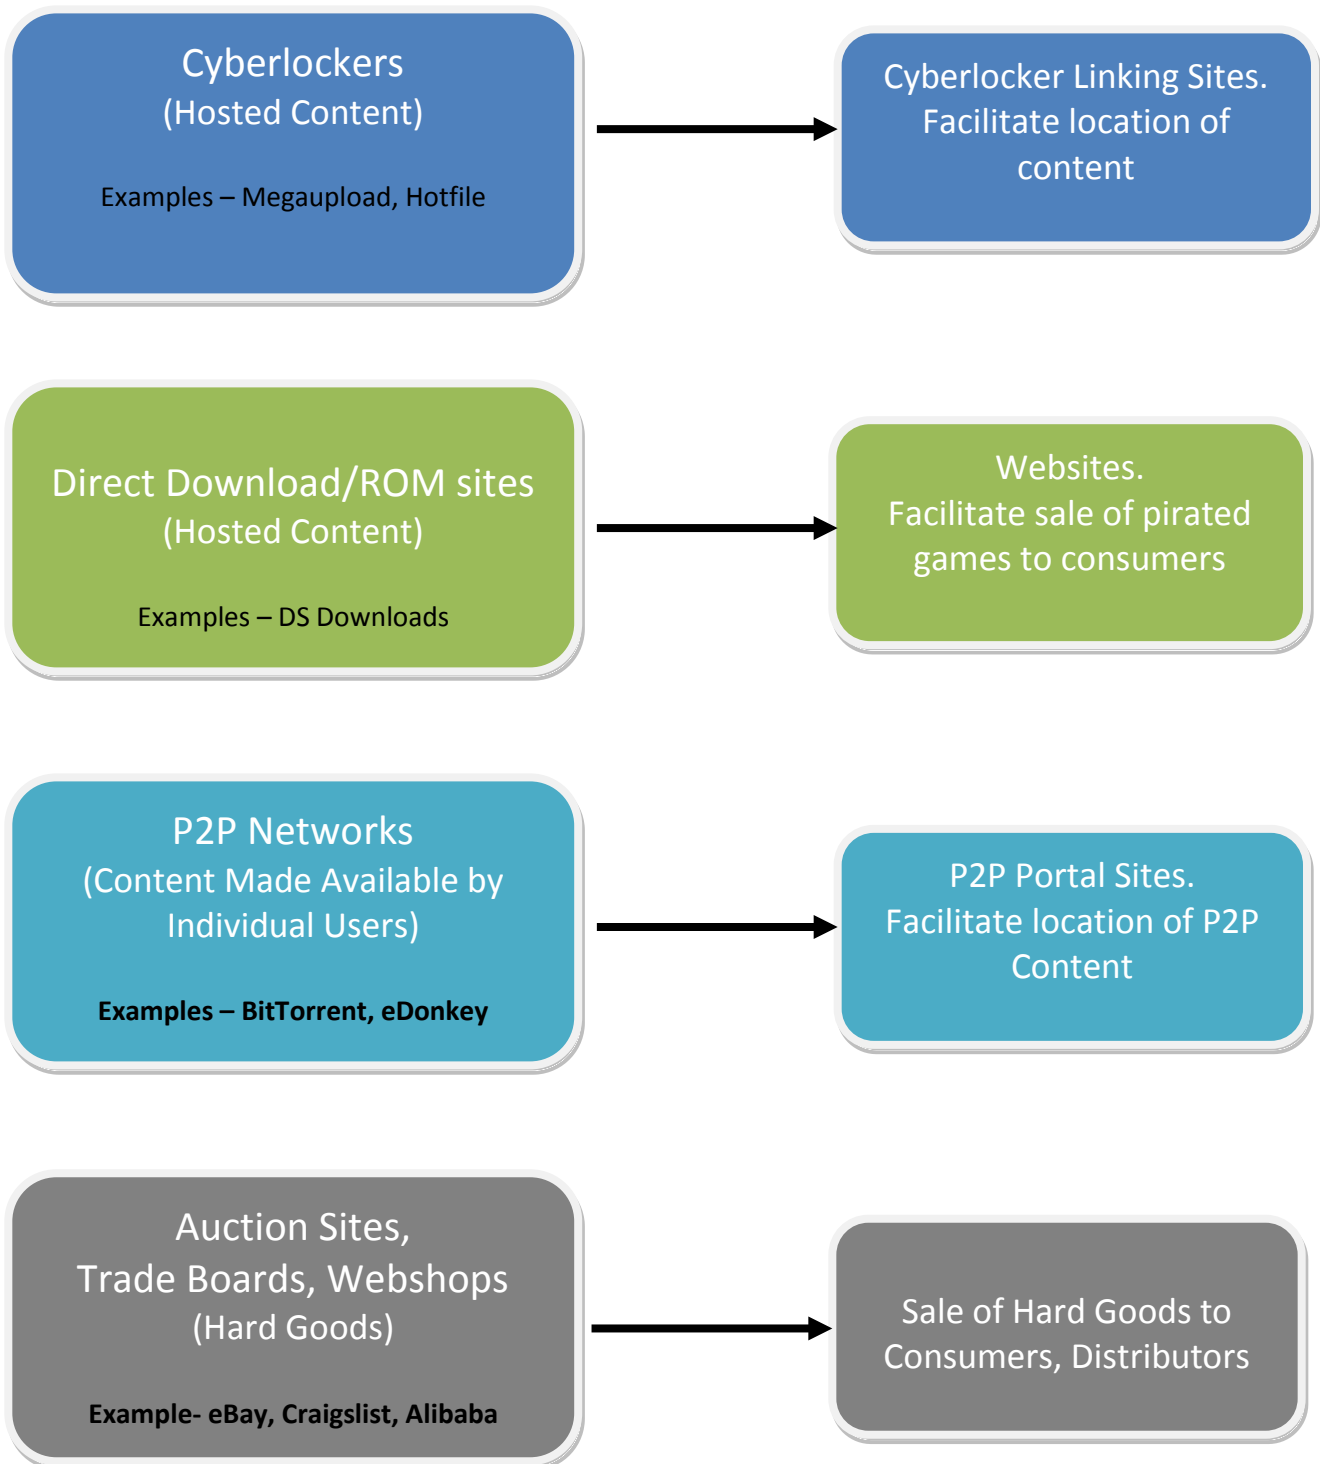 Cyberlockers
(Hosted Content)
Examples – Megaupload, Hotfile
Cyberlocker Linking Sites.
Facilitate location of
content
Direct Download/ROM sites
(Hosted Content)
Examples – DS Downloads
Websites.
Facilitate sale of pirated
games to consumers
P2P Networks
(Content Made Available by
Individual Users)
Examples – BitTorrent, eDonkey
P2P Portal Sites.
Facilitate location of P2P
Content
Auction Sites,
Trade Boards, Webshops
(Hard Goods)
Example- eBay, Craigslist, Alibaba
Sale of Hard Goods to
Consumers, Distributors